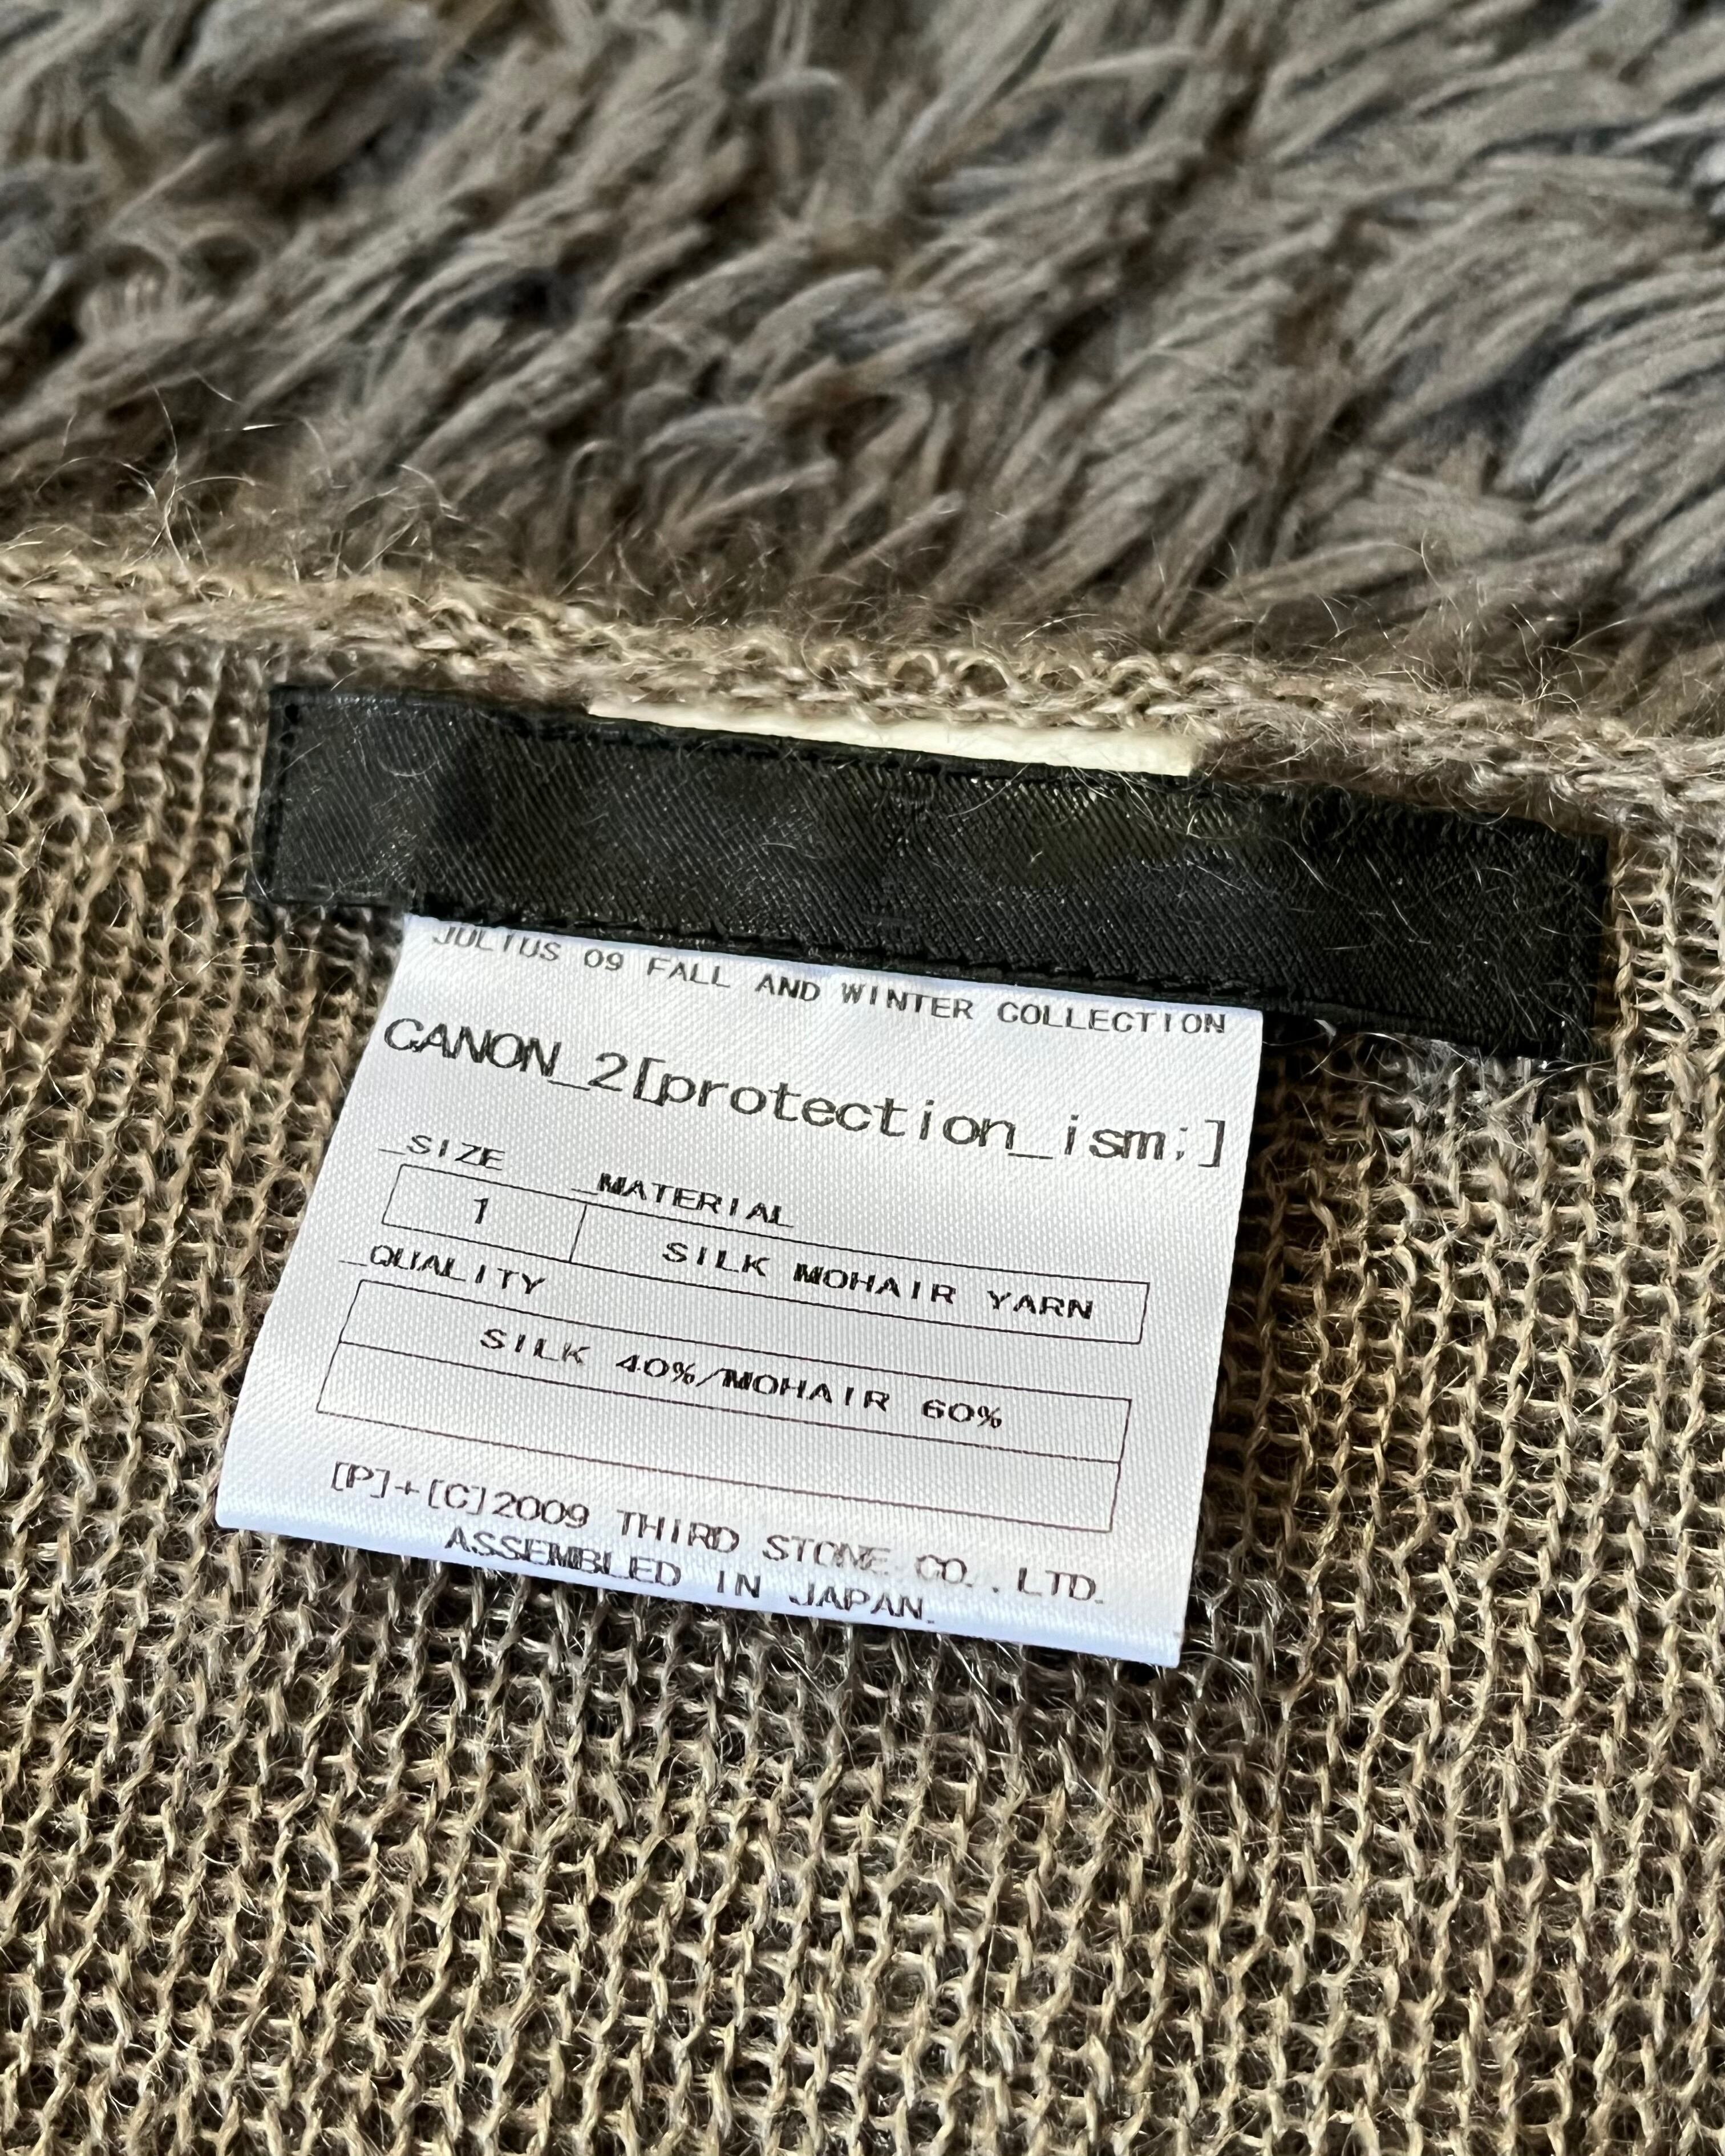 JULIUS 09 FALL AND WINTER COLLECTION
CANON_2[protection_ism;]
_SIZE
_MATERIAL
1
SILK MOHAIR YARN
_QUALITY
SILK 40%/MOHAIR 60%
[P]+[C]2009 THIRD STONE.CO.,LTD.
ASSEMBLED IN JAPAN.